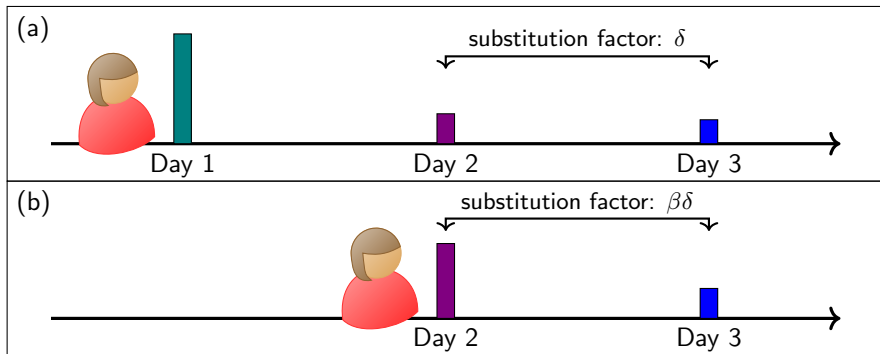 (a)
substitution factor: δ
Day 1 Day 2 Day 3
(b)
substitution factor: βδ
Day 2 Day 3